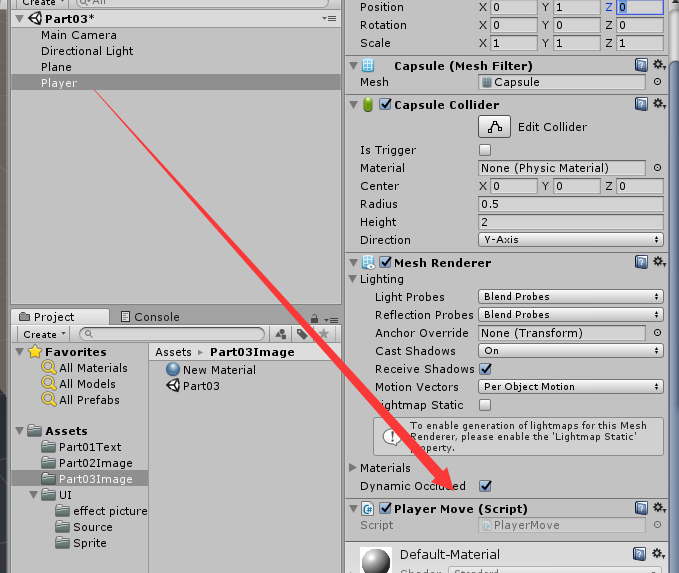 Create All
Part03*
Main Camera
Directional Light
Plane
Player
Project Console
Create
Favorites
All Materials
All Models
All Prefabs
Assets
Part01Text
Part02Image
Part03Image
UI
effect picture
Source
Sprite
Assets Part03Image
New Material
Part03
Position X 0 Y 1 Z 0
Rotation X 0 Y 0 Z 0
Scale X 1 Y 1 Z 1
Capsule (Mesh Filter)
Mesh Capsule
Capsule Collider
Edit Collider
Is Trigger
Material None (Physic Material)
Center X 0 Y 0 Z 0
Radius 0.5
Height 2
Direction Y-Axis
Mesh Renderer
Lighting
Light Probes Blend Probes
Reflection Probes Blend Probes
Anchor Override None (Transform)
Cast Shadows On
Receive Shadows
Motion Vectors Per Object Motion
Lightmap Static
To enable generation of lightmaps for this Mesh
Renderer, please enable the 'Lightmap Static'
property.
Materials
Dynamic Occluded
Player Move (Script)
Script PlayerMove
Default-Material
Shader Standard